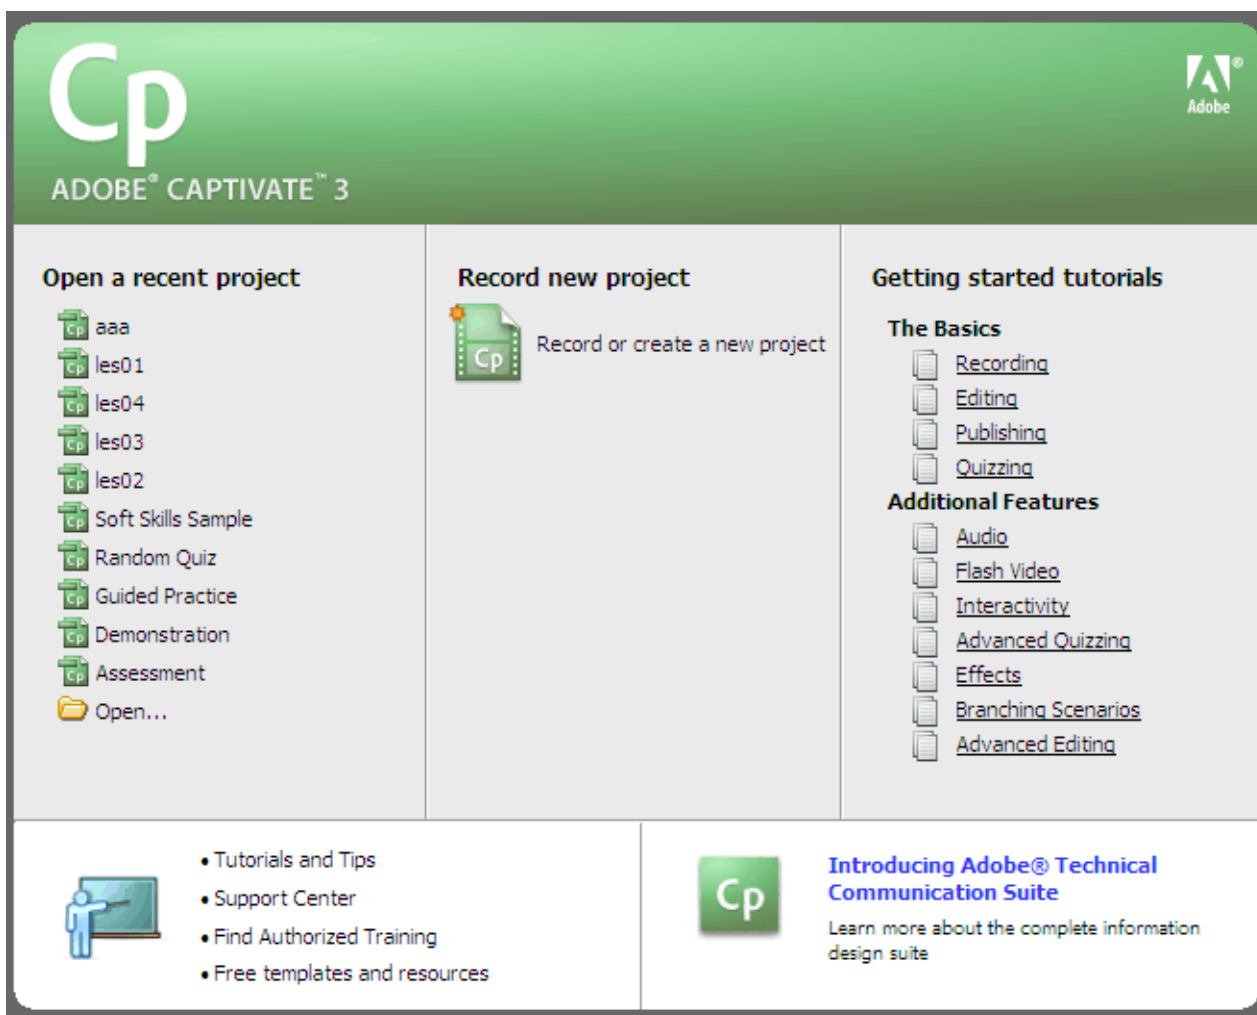 Cp
ADOBE® CAPTIVATE™ 3
Adobe®
Open a recent project
aaa
les01
les04
les03
les02
Soft Skills Sample
Random Quiz
Guided Practice
Demonstration
Assessment
Open...
Record new project
Cp
Record or create a new project
Getting started tutorials
The Basics
Recording
Editing
Publishing
Quizzing
Additional Features
Audio
Flash Video
Interactivity
Advanced Quizzing
Effects
Branching Scenarios
Advanced Editing
• Tutorials and Tips
• Support Center
• Find Authorized Training
• Free templates and resources
Cp
Introducing Adobe® Technical
Communication Suite
Learn more about the complete information
design suite